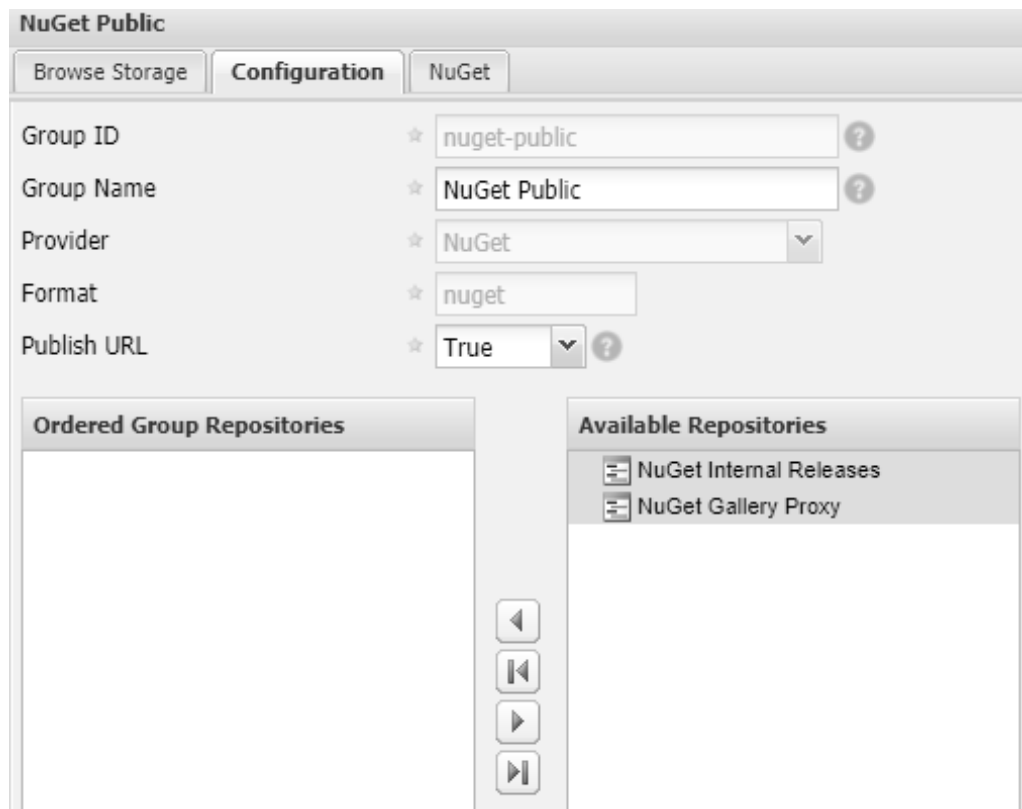 NuGet Public
Browse Storage Configuration NuGet
Group ID nuget-public
Group Name NuGet Public
Provider NuGet
Format nuget
Publish URL True
Ordered Group Repositories
Available Repositories
NuGet Internal Releases
NuGet Gallery Proxy